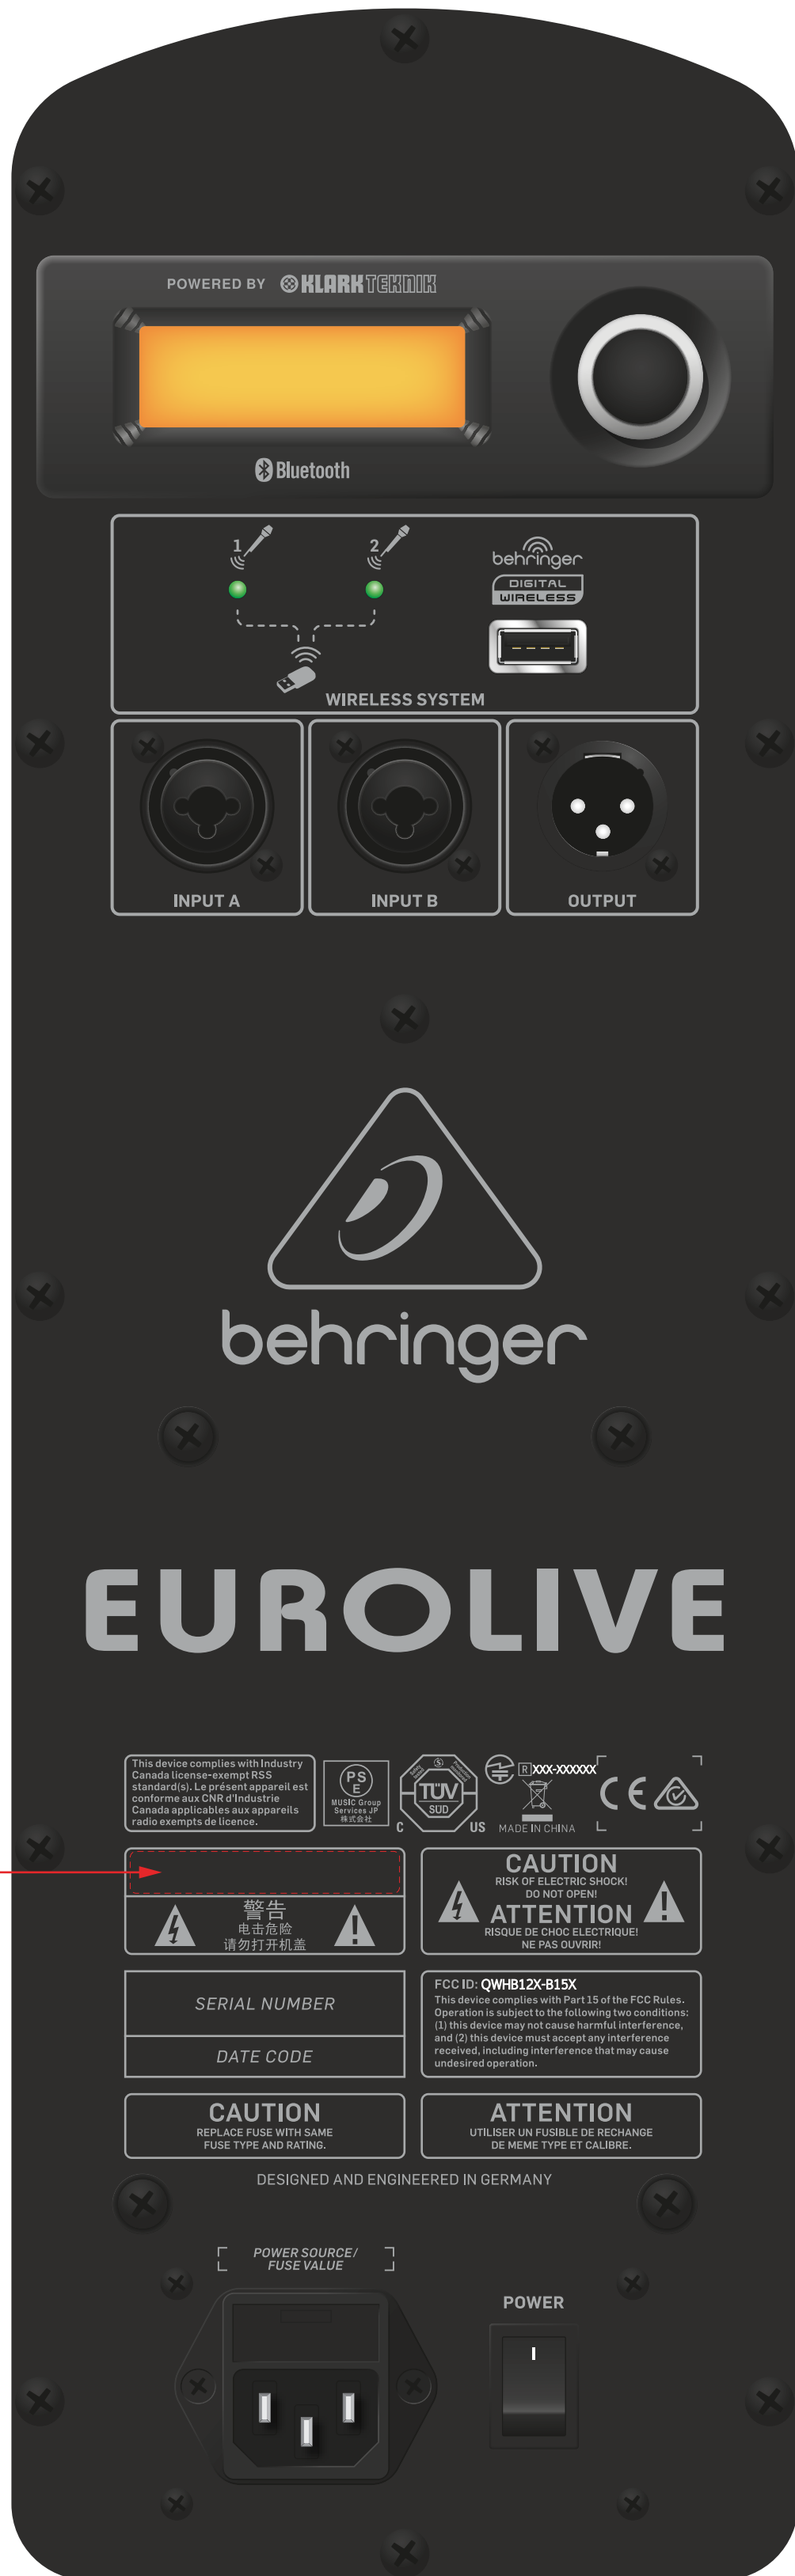 POWERED BY KLARK TEKNIK
Bluetooth
1
2
behringer
DIGITAL
WIRELESS
WIRELESS SYSTEM
INPUT A
INPUT B
OUTPUT
behringer
EUROLIVE
This device complies with Industry
Canada license-exempt RSS
standard(s). Le présent appareil est
conforme aux CNR d'Industrie
Canada applicables aux appareils
radio exempts de licence.
PS
E
MUSIC Group
Services JP
株式会社
TÜV
SUD
C
US
R XXX-XXXXXX
MADE IN CHINA
CE
警告
电击危险
请勿打开机盖
CAUTION
RISK OF ELECTRIC SHOCK!
DO NOT OPEN!
ATTENTION
RISQUE DE CHOC ELECTRIQUE!
NE PAS OUVRIR!
SERIAL NUMBER
DATE CODE
FCC ID: QWHB12X-B15X
This device complies with Part 15 of the FCC Rules.
Operation is subject to the following two conditions:
(1) this device may not cause harmful interference,
and (2) this device must accept any interference
received, including interference that may cause
undesired operation.
CAUTION
REPLACE FUSE WITH SAME
FUSE TYPE AND RATING.
ATTENTION
UTILISER UN FUSIBLE DE RECHANGE
DE MEME TYPE ET CALIBRE.
DESIGNED AND ENGINEERED IN GERMANY
POWER SOURCE/
FUSE VALUE
POWER